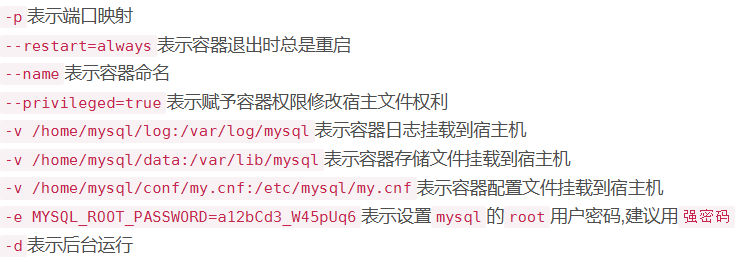 -p 表示端口映射
--restart=always 表示容器退出时总是重启
--name 表示容器命名
--privileged=true 表示赋予容器权限修改宿主文件权利
-v /home/mysql/log:/var/log/mysql 表示容器日志挂载到宿主机
-v /home/mysql/data:/var/lib/mysql 表示容器存储文件挂载到宿主机
-v /home/mysql/conf/my.cnf:/etc/mysql/my.cnf 表示容器配置文件挂载到宿主机
-e MYSQL_ROOT_PASSWORD=a12bCd3_W45pUq6 表示设置 mysql 的 root 用户密码,建议用 强密码
-d 表示后台运行